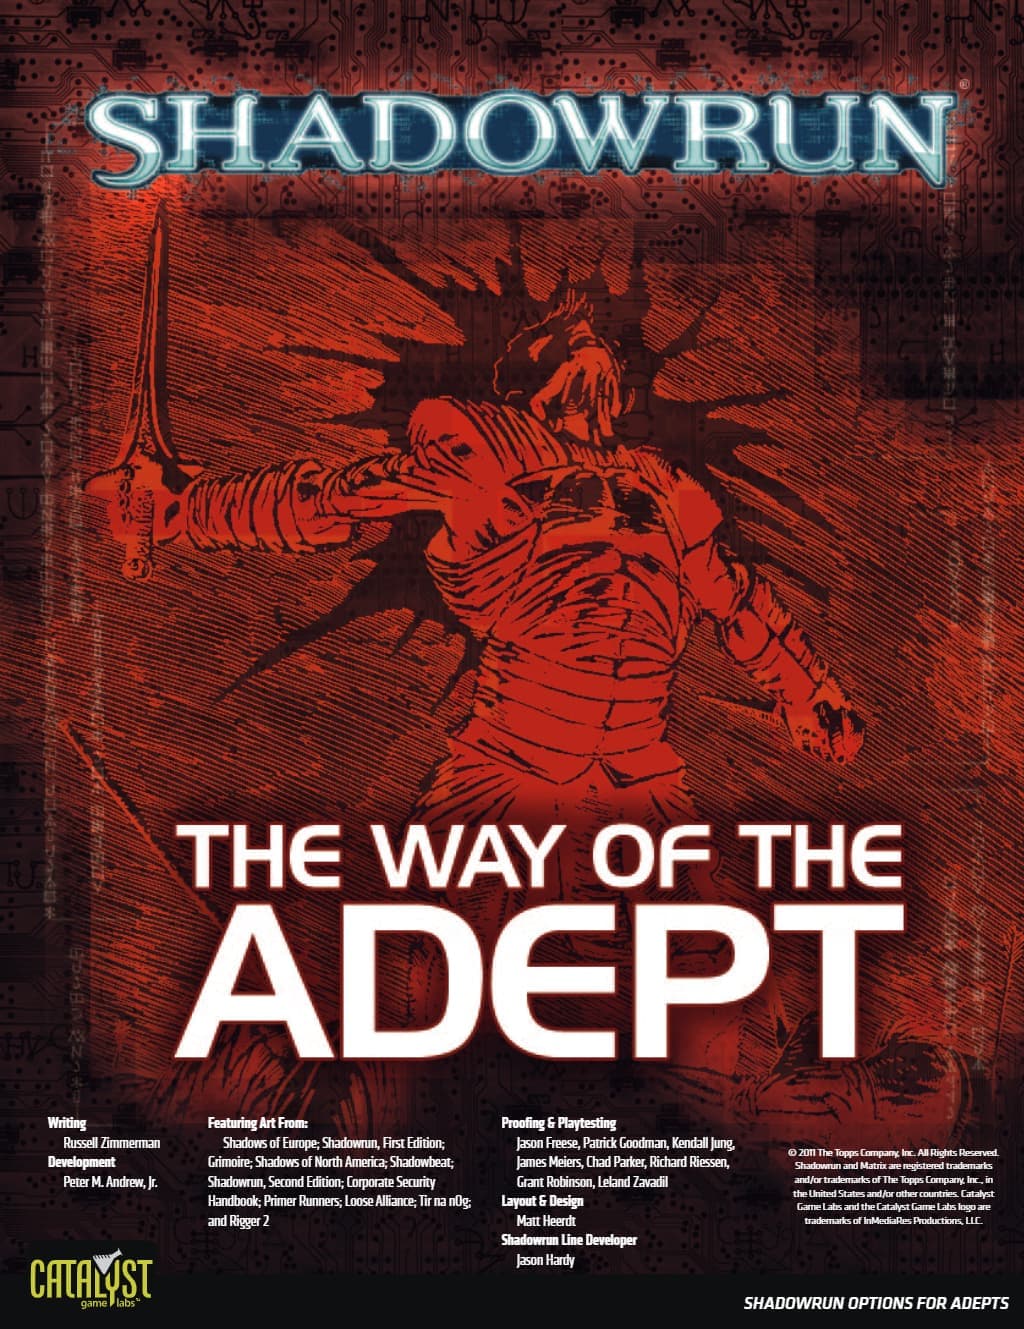 SHADOWRUN®
THE WAY OF THE
ADEPT
Writing
Russell Zimmerman
Development
Peter M. Andrew, Jr.
Featuring Art From:
Shadows of Europe; Shadowrun, First Edition;
Grimoire; Shadows of North America; Shadowbeat;
Shadowrun, Second Edition; Corporate Security
Handbook; Primer Runners; Loose Alliance; Tir na nOg;
and Rigger 2
Proofing & Playtesting
Jason Freese, Patrick Goodman, Kendall Jung,
James Meiers, Chad Parker, Richard Riessen,
Grant Robinson, Leland Zavadil
Layout & Design
Matt Heerdt
Shadowrun Line Developer
Jason Hardy
© 2011 The Topps Company, Inc. All Rights Reserved.
Shadowrun and Matrix are registered trademarks
and/or trademarks of The Topps Company, Inc., in
the United States and/or other countries. Catalyst
Game Labs and the Catalyst Game Labs logo are
trademarks of InMediaRes Productions, LLC.
CATALYST
game labs™
SHADOWRUN OPTIONS FOR ADEPTS